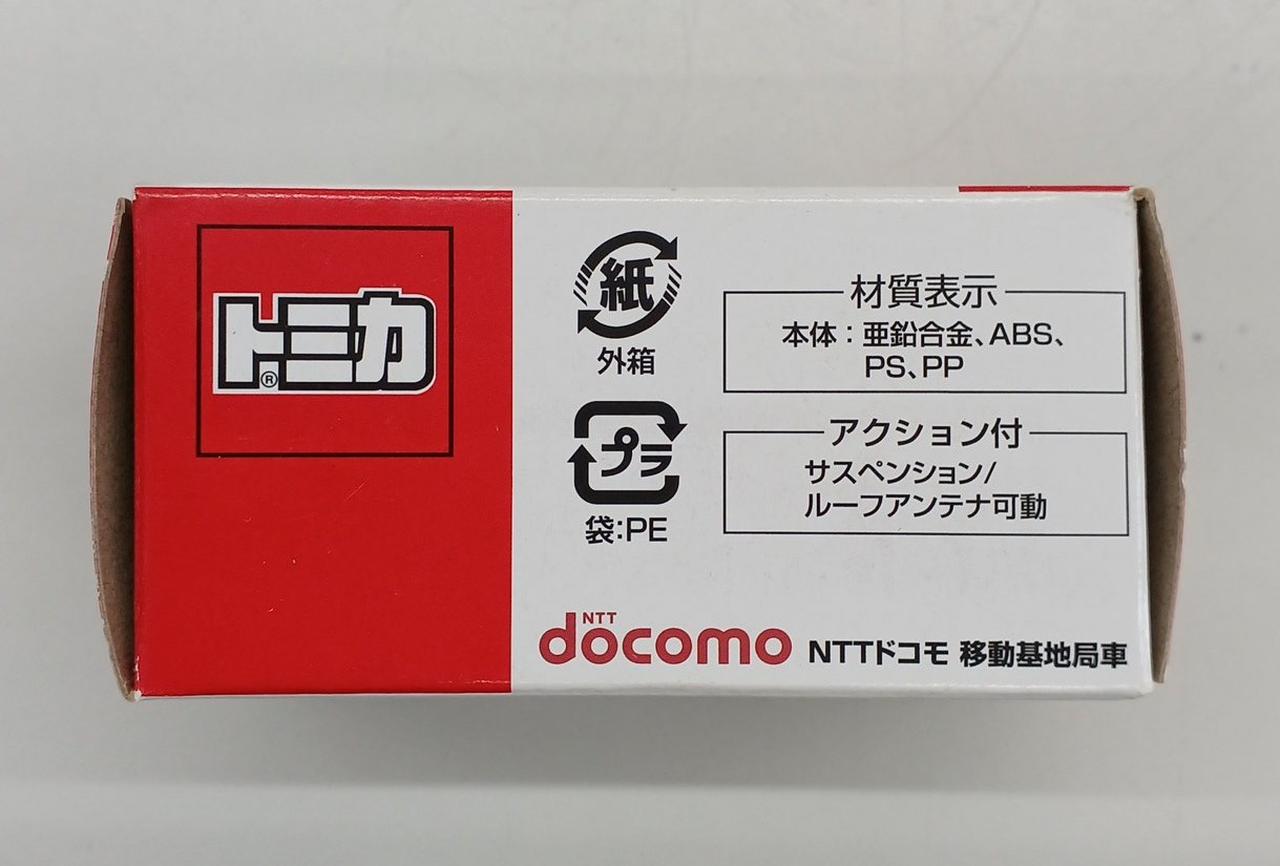 トミカ®
紙
外箱
プラ
袋:PE
材質表示
本体：亜鉛合金、ABS、
PS、PP
アクション付
サスペンション/
ルーフアンテナ可動
NTT
docomo NTTドコモ 移動基地局車